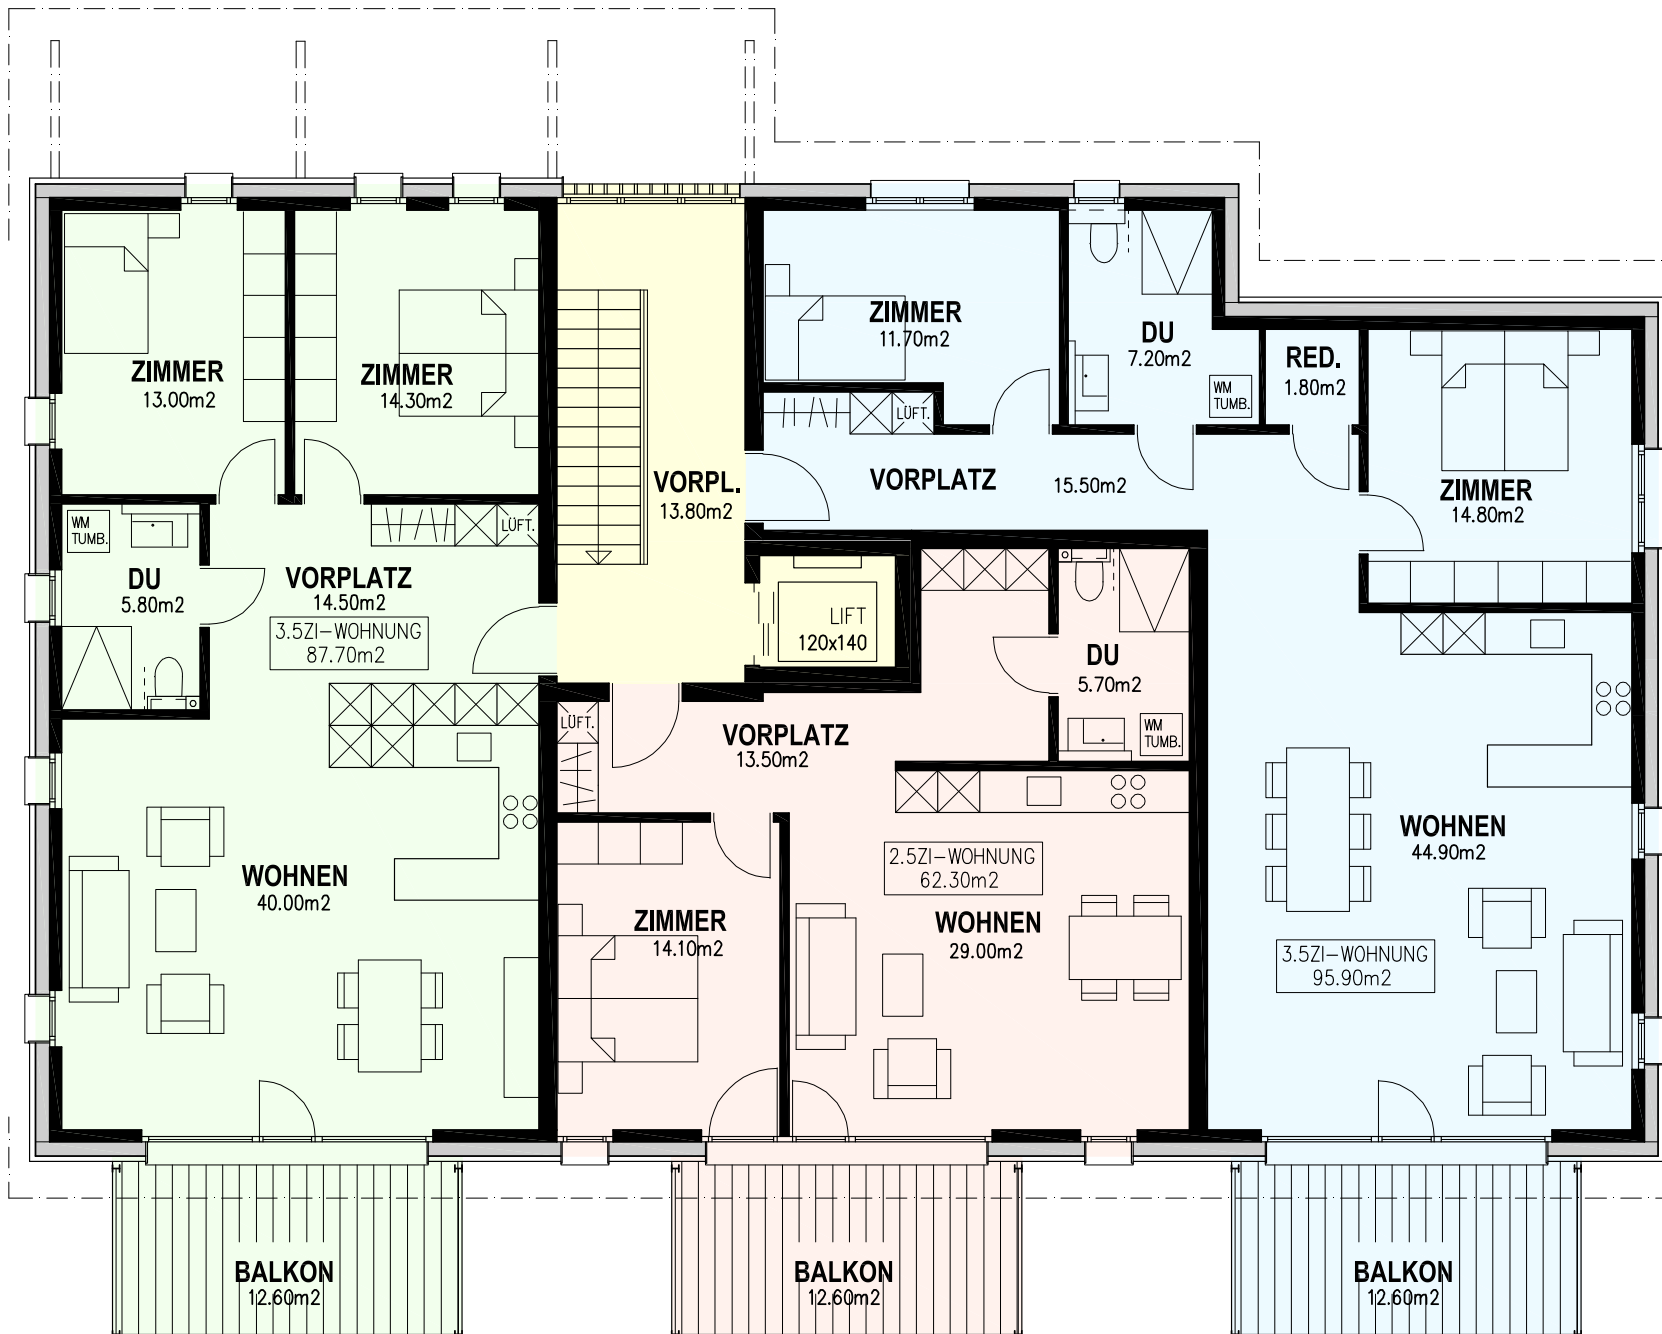 ZIMMER
13.00m2
ZIMMER
14.30m2
WM
TUMB.
DU
5.80m2
LÜFT.
VORPLATZ
14.50m2
3.5ZI-WOHNUNG
87.70m2
WOHNEN
40.00m2
BALKON
12.60m2
VORPL.
13.80m2
LIFT
120x140
LÜFT.
VORPLATZ
13.50m2
DU
5.70m2
WM
TUMB.
ZIMMER
14.10m2
2.5ZI-WOHNUNG
62.30m2
WOHNEN
29.00m2
BALKON
12.60m2
ZIMMER
11.70m2
LÜFT.
DU
7.20m2
WM
TUMB.
RED.
1.80m2
VORPLATZ
15.50m2
ZIMMER
14.80m2
WOHNEN
44.90m2
3.5ZI-WOHNUNG
95.90m2
BALKON
12.60m2